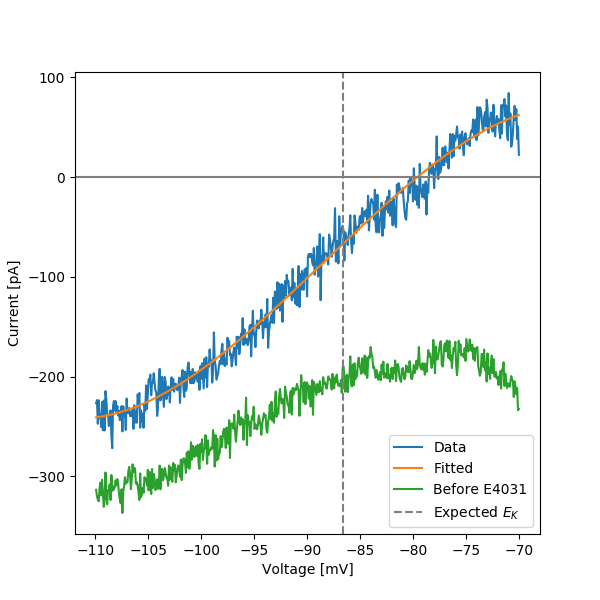 100
0
−100
−200
−300
Current [pA]
−110
−105
−100
−95
−90
−85
−80
−75
−70
Voltage [mV]
Data
Fitted
Before E4031
Expected E_K